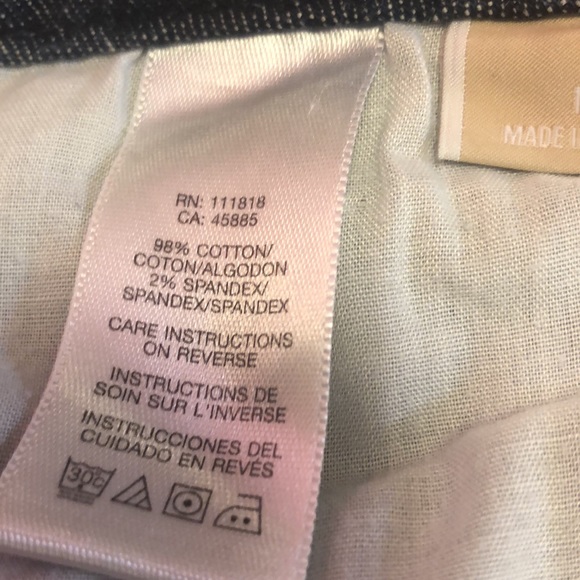 RN: 111818
CA: 45885
98% COTTON/
COTON/ALGODON
2% SPANDEX/
SPANDEX/SPANDEX
CARE INSTRUCTIONS
ON REVERSE
INSTRUCTIONS DE
SOIN SUR L'INVERSE
INSTRUCCIONES DEL
CUIDADO EN REVÉS
30C
MADE